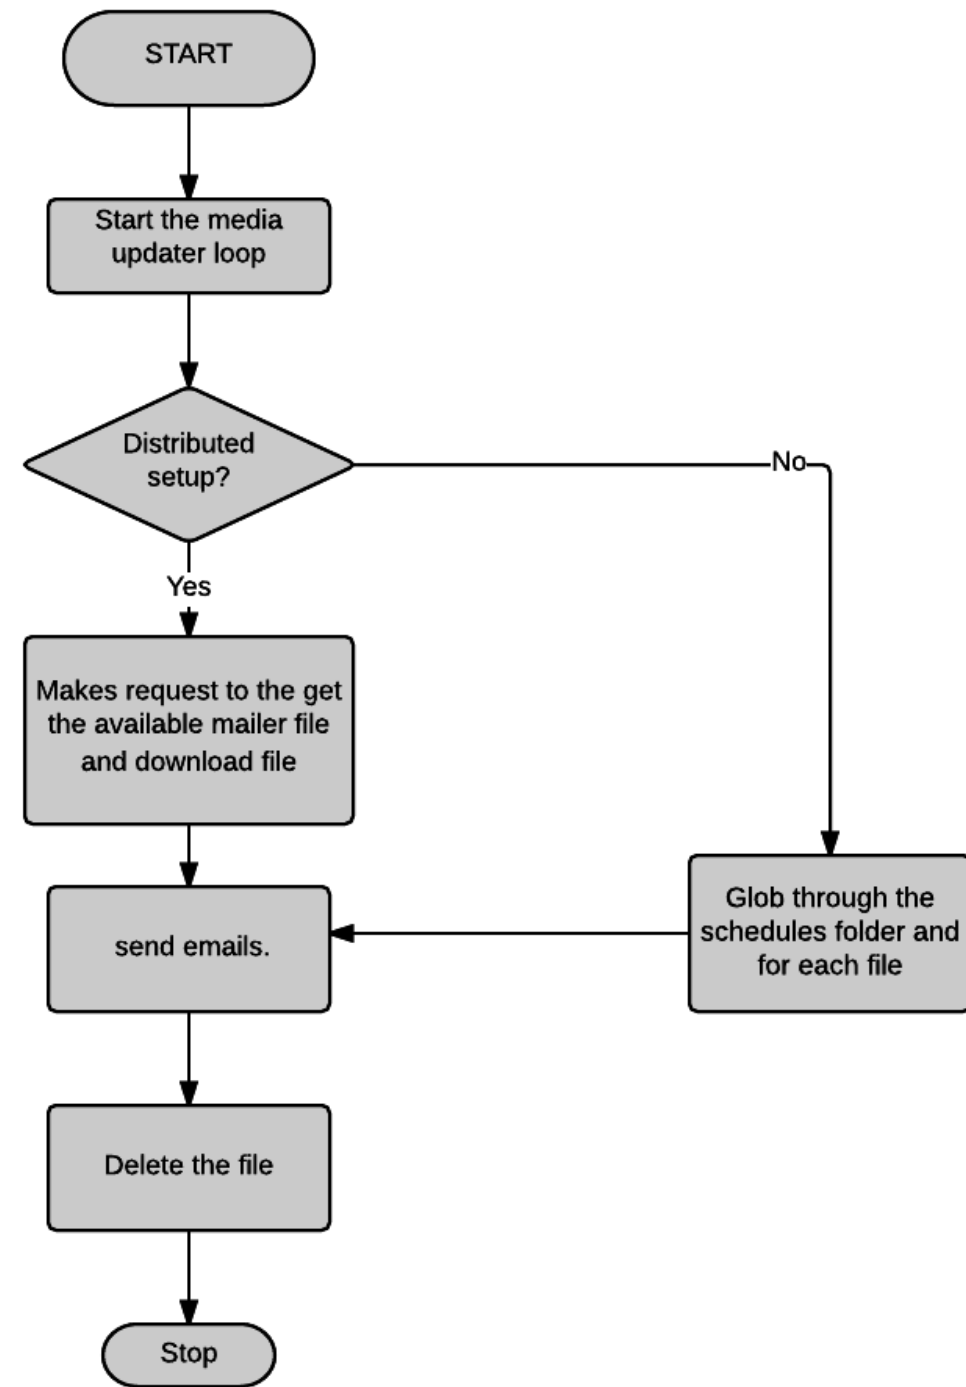 START
Start the media
updater loop
Distributed
setup?
No
Yes
Makes request to the get
the available mailer file
and download file
Glob through the
schedules folder and
for each file
send emails.
Delete the file
Stop